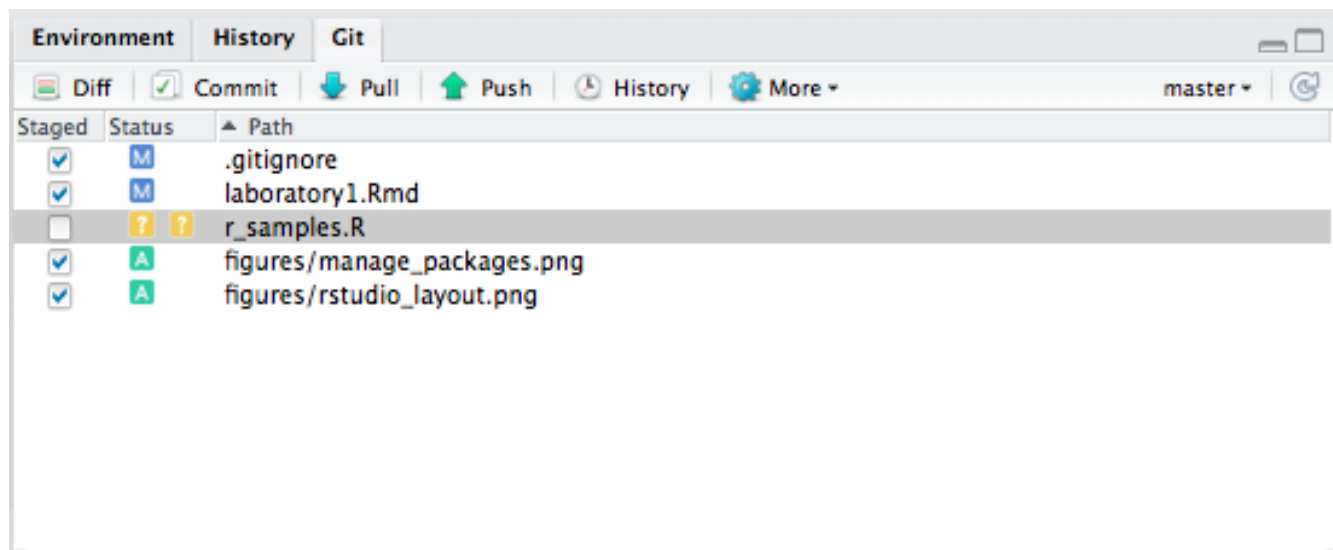 Environment History Git
Diff Commit Pull Push History More master
Staged Status Path
M .gitignore
M laboratory1.Rmd
? ? r_samples.R
A figures/manage_packages.png
A figures/rstudio_layout.png